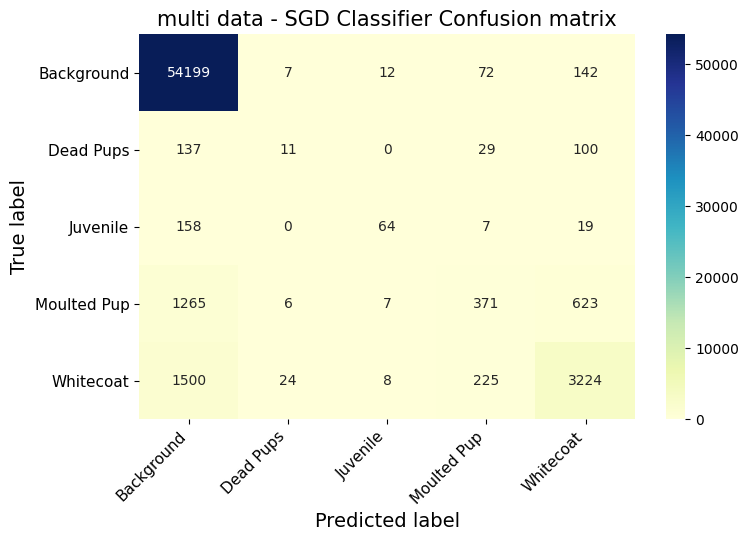 multi data - SGD Classifier Confusion matrix
True label
Background 54199 7 12 72 142
Dead Pups 137 11 0 29 100
Juvenile 158 0 64 7 19
Moulted Pup 1265 6 7 371 623
Whitecoat 1500 24 8 225 3224
Background Dead Pups Juvenile Moulted Pup Whitecoat
Predicted label
50000
40000
30000
20000
10000
0